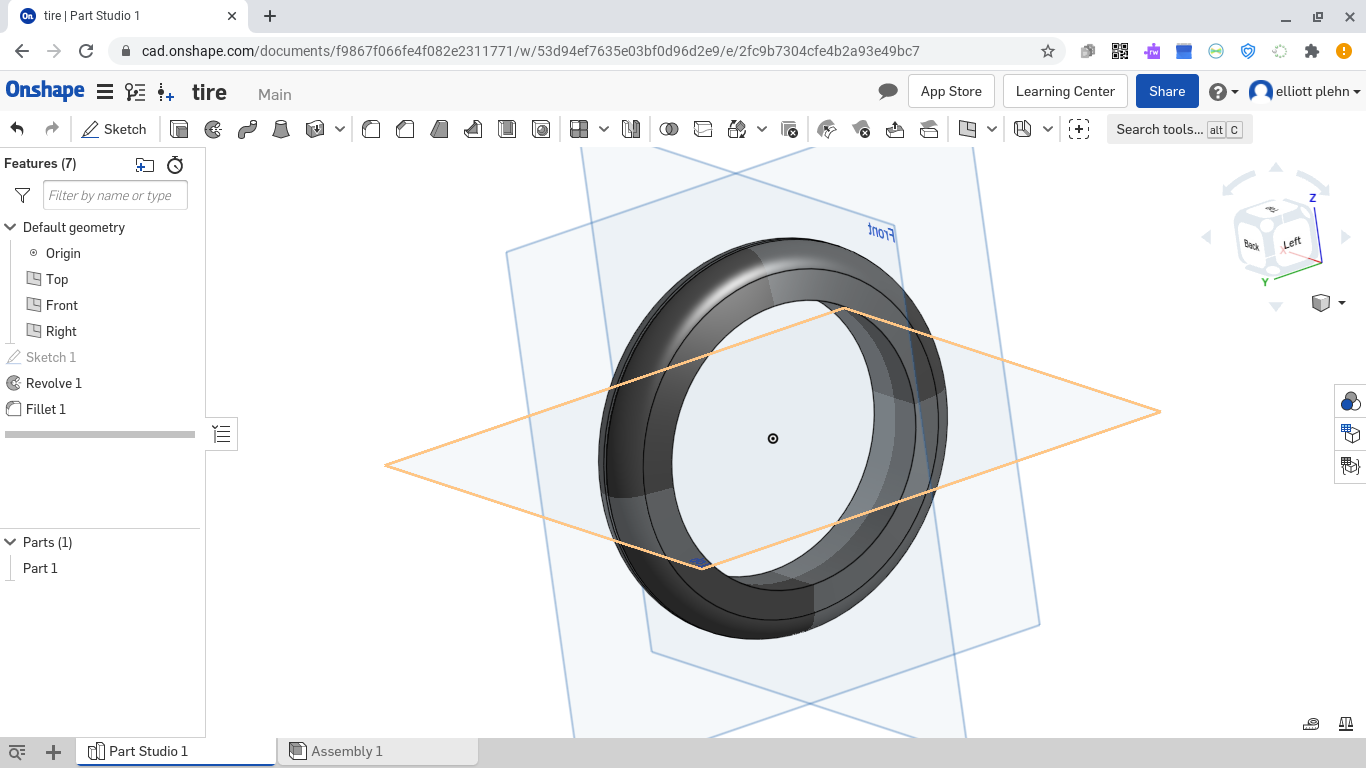 tire | Part Studio 1
cad.onshape.com/documents/f9867f066fe4f082e2311771/w/53d94ef7635e03bf0d96d2e9/e/2fc9b7304cfe4b2a93e49bc7
Onshape
tire
Main
App Store
Learning Center
Share
elliott plehn
Sketch
Search tools...
alt
C
Features (7)
Filter by name or type
Default geometry
Origin
Top
Front
Right
Sketch 1
Revolve 1
Fillet 1
Parts (1)
Part 1
Front
Z
Back
Left
X
Y
Part Studio 1
Assembly 1